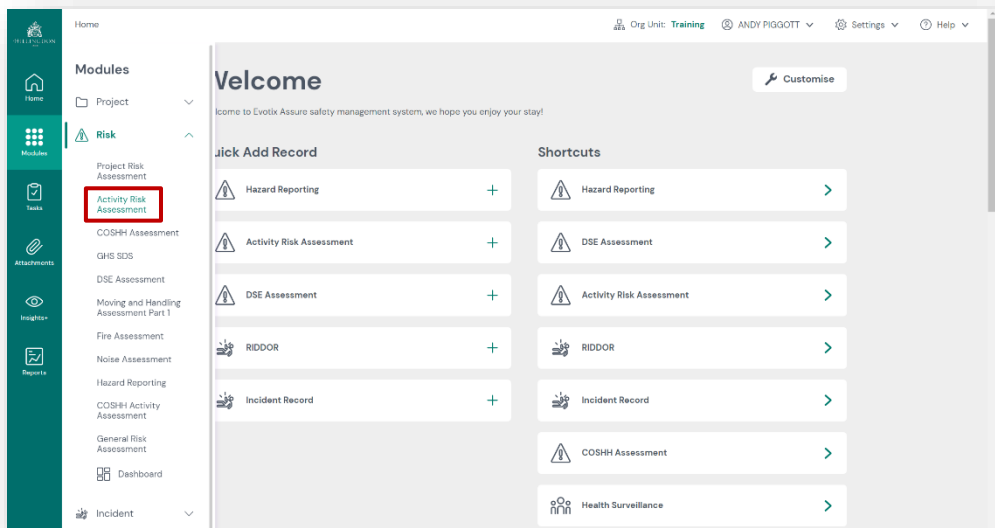 Home
Org Unit: Training
ANDY PIGGOTT
Settings
Help
Home
Modules
Tasks
Attachments
Insights+
Reports
Modules
Project
Risk
Project Risk
Assessment
Activity Risk
Assessment
COSHH Assessment
GHS SDS
DSE Assessment
Moving and Handling
Assessment Part 1
Fire Assessment
Noise Assessment
Hazard Reporting
COSHH Activity
Assessment
General Risk
Assessment
Dashboard
Incident
Welcome
Customise
lcome to Evotix Assure safety management system, we hope you enjoy your stay!
uick Add Record
Hazard Reporting
Activity Risk Assessment
DSE Assessment
RIDDOR
Incident Record
Shortcuts
Hazard Reporting
DSE Assessment
Activity Risk Assessment
RIDDOR
Incident Record
COSHH Assessment
Health Surveillance